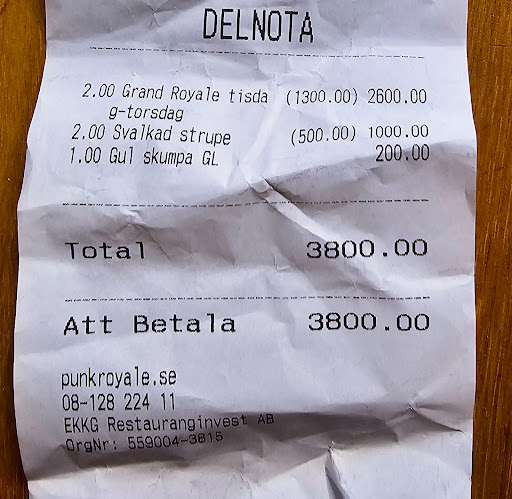 DELNOTA
2.00 Grand Royale tisda (1300.00) 2600.00
g-torsdag
2.00 Svalkad strupe (500.00) 1000.00
1.00 Gul skumpa GL 200.00
Total 3800.00
Att Betala 3800.00
punkroyale.se
08-128 224 11
EKKG Restauranginvest AB
OrgNr: 559004-3815